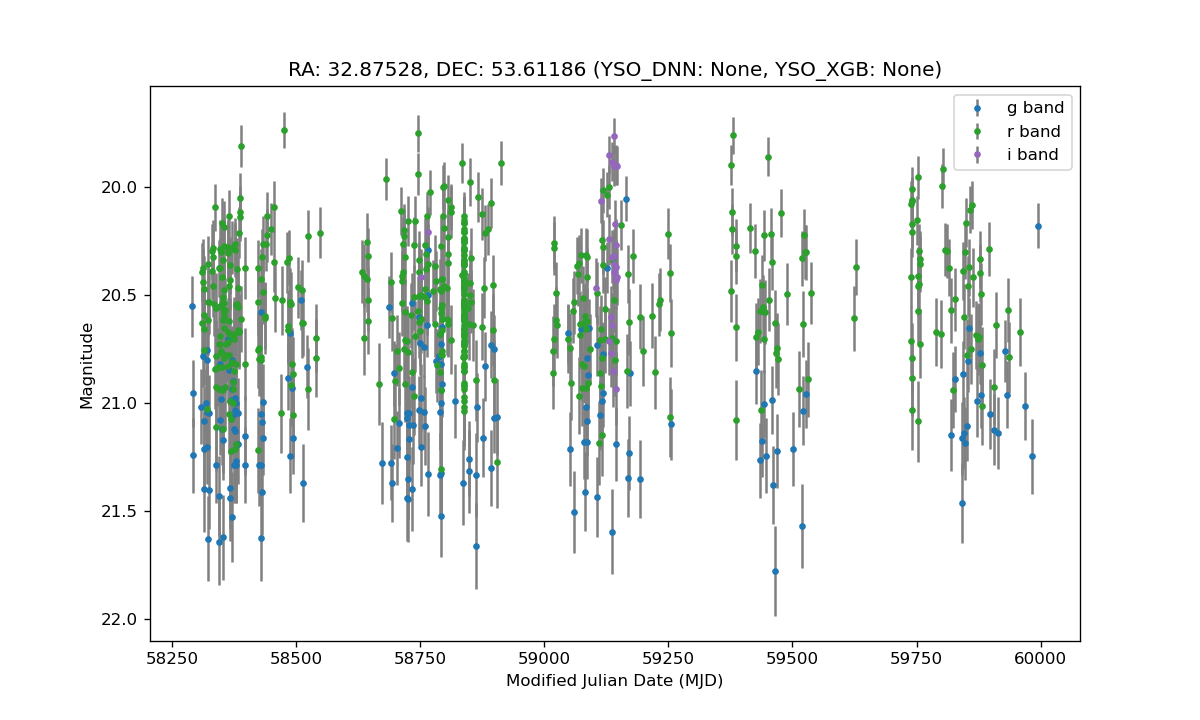 RA: 32.87528, DEC: 53.61186 (YSO_DNN: None, YSO_XGB: None)
g band
r band
i band
20.0
20.5
21.0
21.5
22.0
Magnitude
58250 58500 58750 59000 59250 59500 59750 60000
Modified Julian Date (MJD)